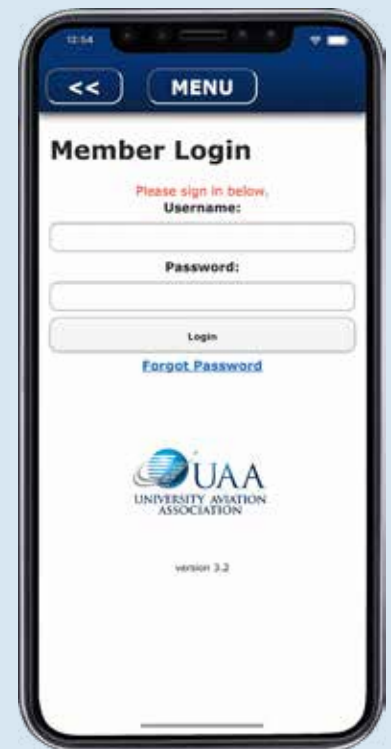 12:54
<<
MENU
Member Login
Please sign in below.
Username:
Password:
Login
Forgot Password
UAA
UNIVERSITY AVIATION
ASSOCIATION
version 3.2